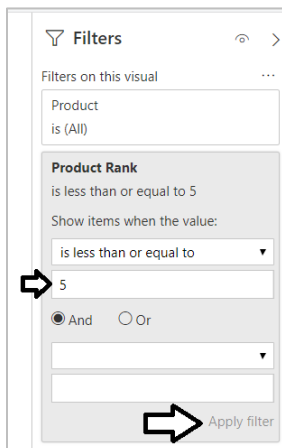 Filters
Filters on this visual
Product
is (All)
Product Rank
is less than or equal to 5
Show items when the value:
is less than or equal to
5
And Or
Apply filter